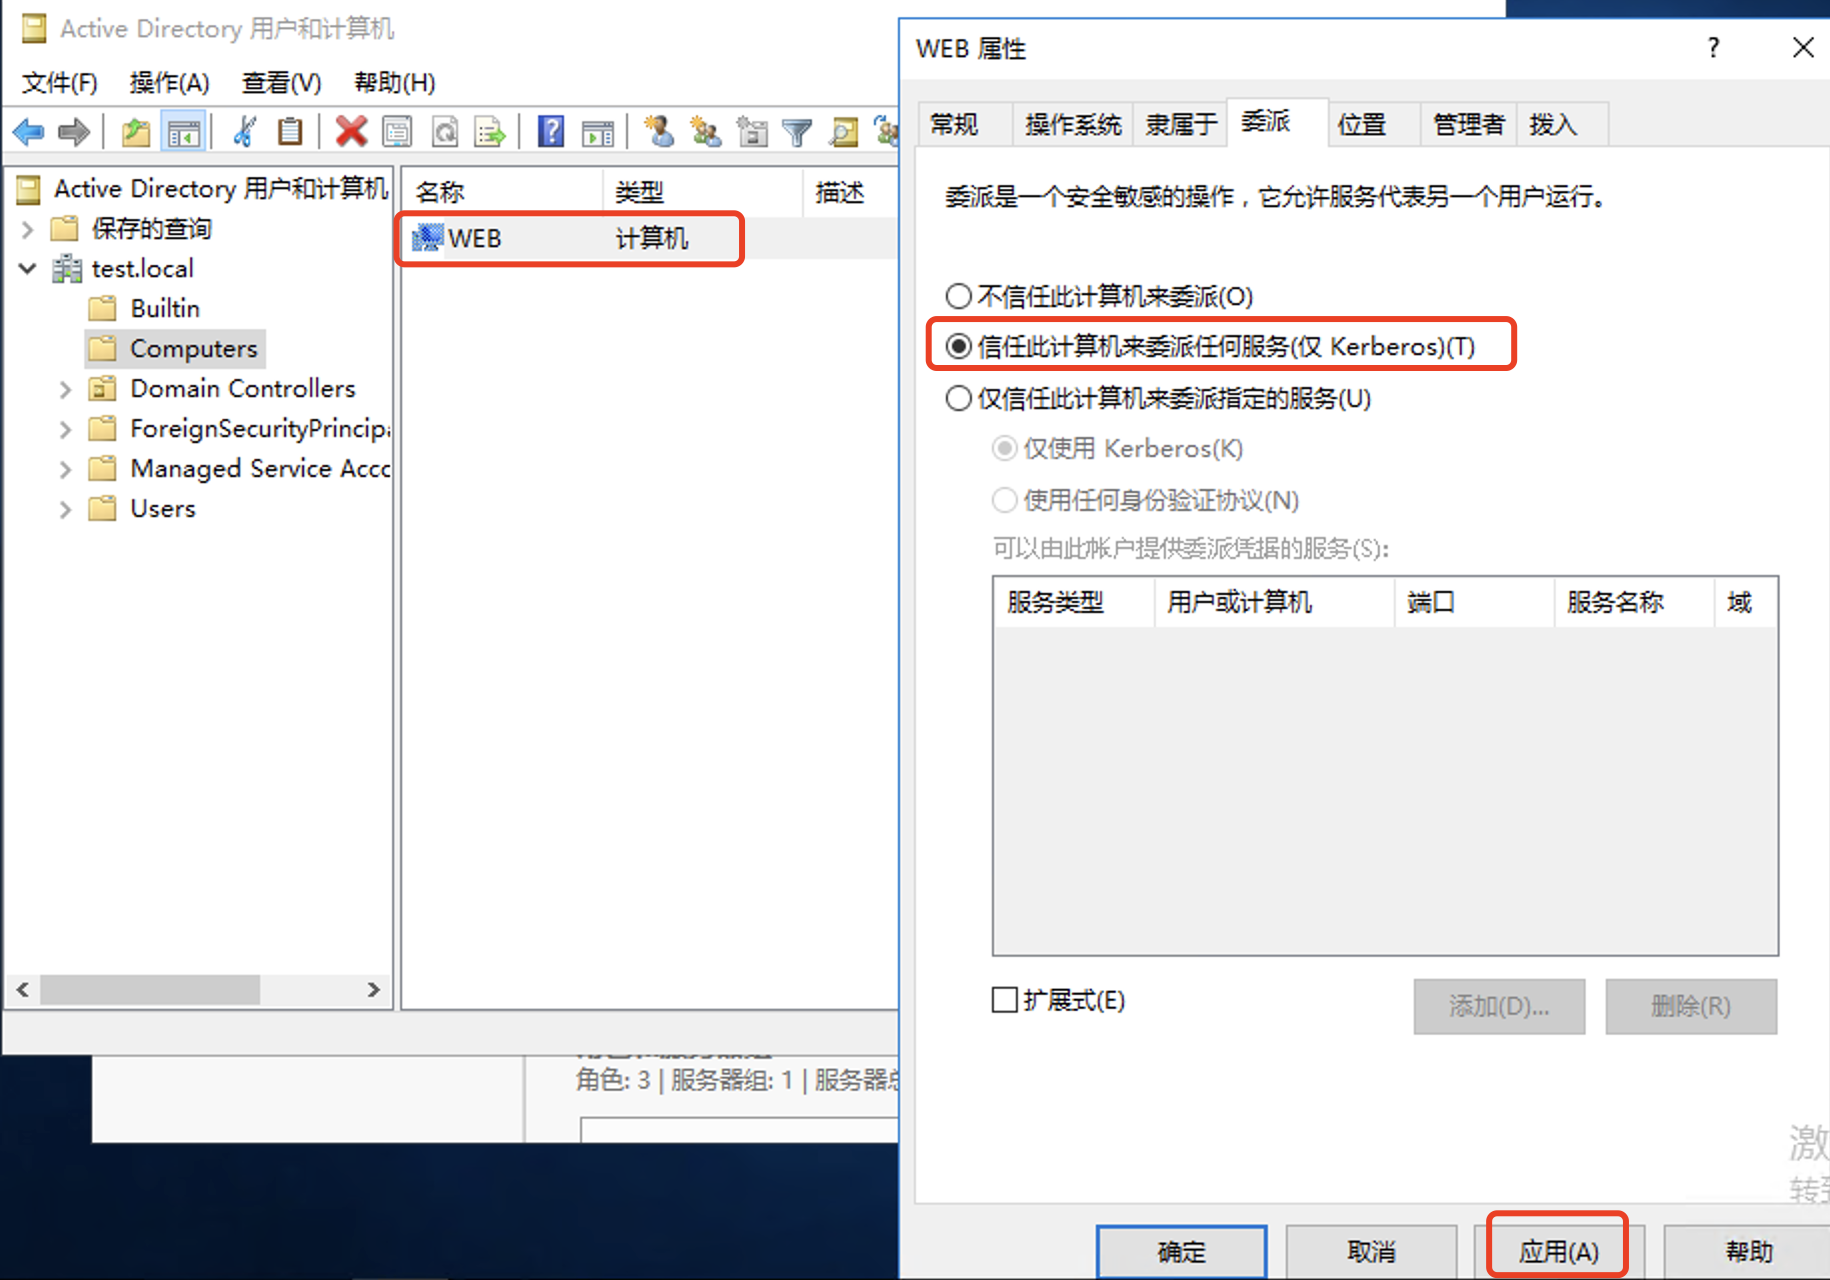 Active Directory 用户和计算机
文件(F) 操作(A) 查看(V) 帮助(H)
Active Directory 用户和计算机
保存的查询
test.local
Builtin
Computers
Domain Controllers
ForeignSecurityPrincipa
Managed Service Acco
Users
名称 类型 描述
WEB 计算机
角色: 3 | 服务器组: 1 | 服务器总
WEB 属性
常规 操作系统 隶属于 委派 位置 管理者 拨入
委派是一个安全敏感的操作，它允许服务代表另一个用户运行。
不信任此计算机来委派(O)
信任此计算机来委派任何服务(仅 Kerberos)(T)
仅信任此计算机来委派指定的服务(U)
仅使用 Kerberos(K)
使用任何身份验证协议(N)
可以由此帐户提供委派凭据的服务(S):
服务类型 用户或计算机 端口 服务名称 域
扩展式(E)
添加(D)... 删除(R)
激
转到
确定 取消 应用(A) 帮助